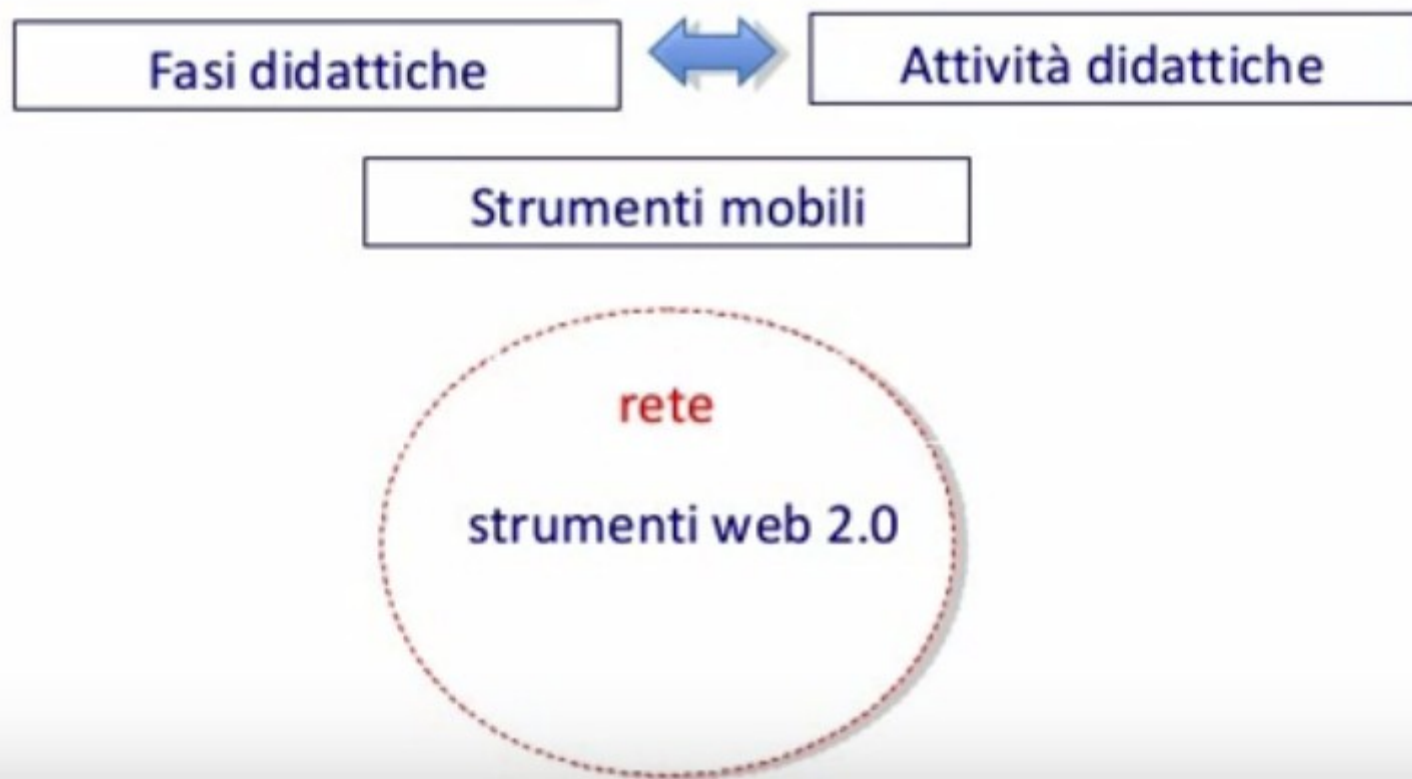 Fasi didattiche
Attività didattiche
Strumenti mobili
rete
strumenti web 2.0